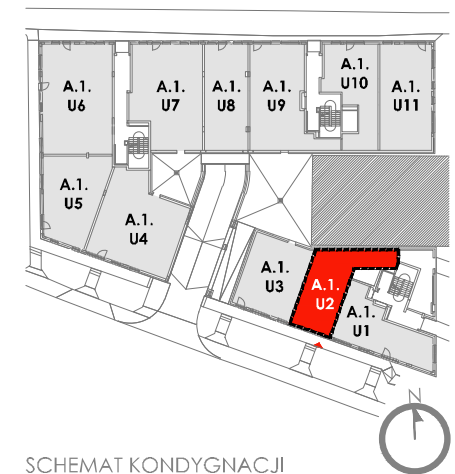 A.1.
U6
A.1.
U7
A.1.
U8
A.1.
U9
A.1.
U10
A.1.
U11
A.1.
U5
A.1.
U4
A.1.
U3
A.1.
U2
A.1.
U1
N
SCHEMAT KONDYGNACJI